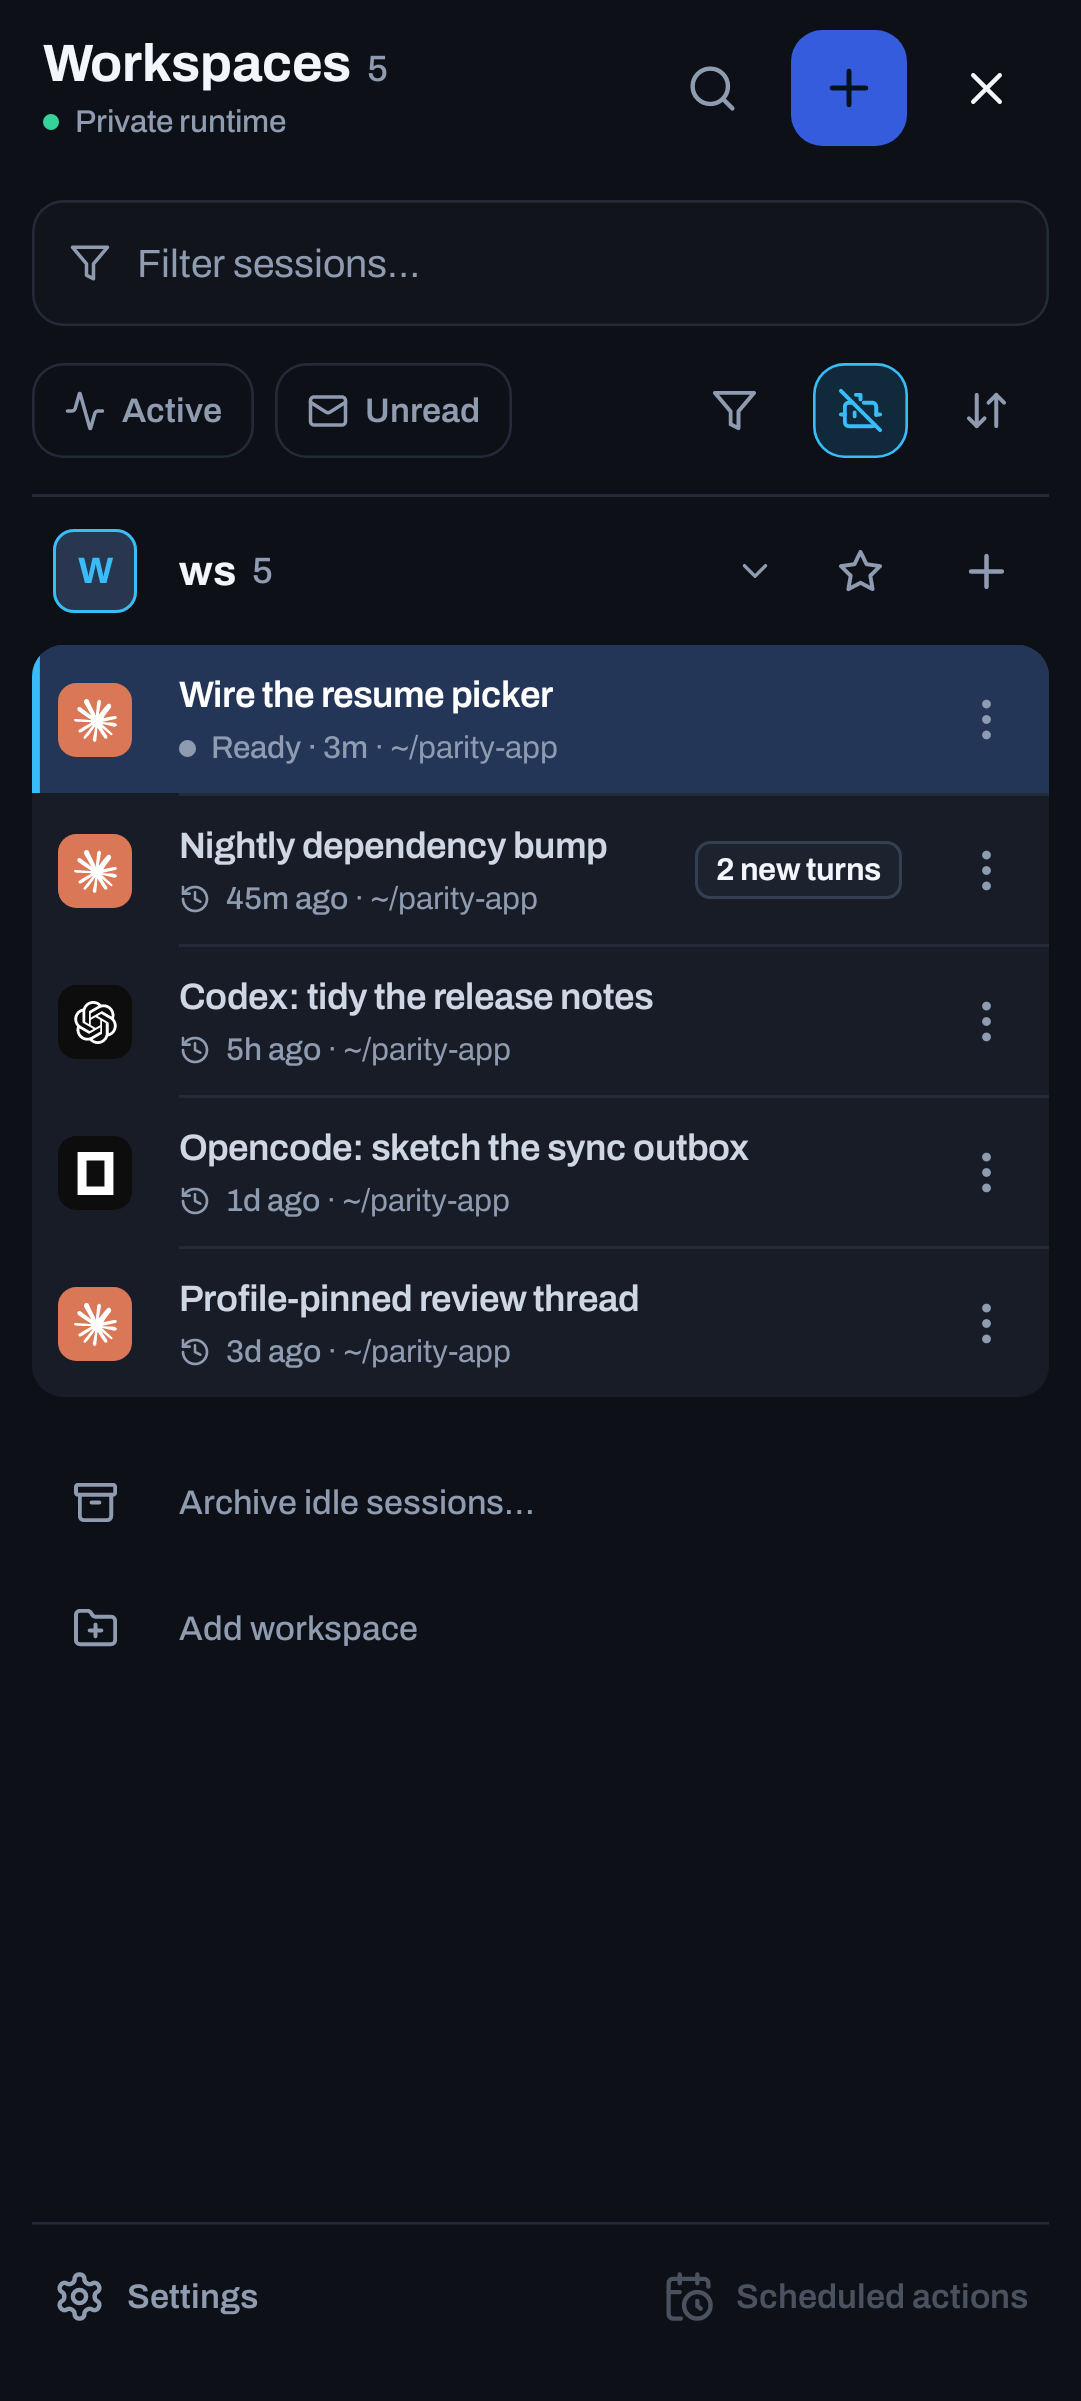 Workspaces 5
Private runtime
Filter sessions...
Active
Unread
W
ws 5
Wire the resume picker
Ready · 3m · ~/parity-app
Nightly dependency bump
2 new turns
45m ago · ~/parity-app
Codex: tidy the release notes
5h ago · ~/parity-app
Opencode: sketch the sync outbox
1d ago · ~/parity-app
Profile-pinned review thread
3d ago · ~/parity-app
Archive idle sessions...
Add workspace
Settings
Scheduled actions